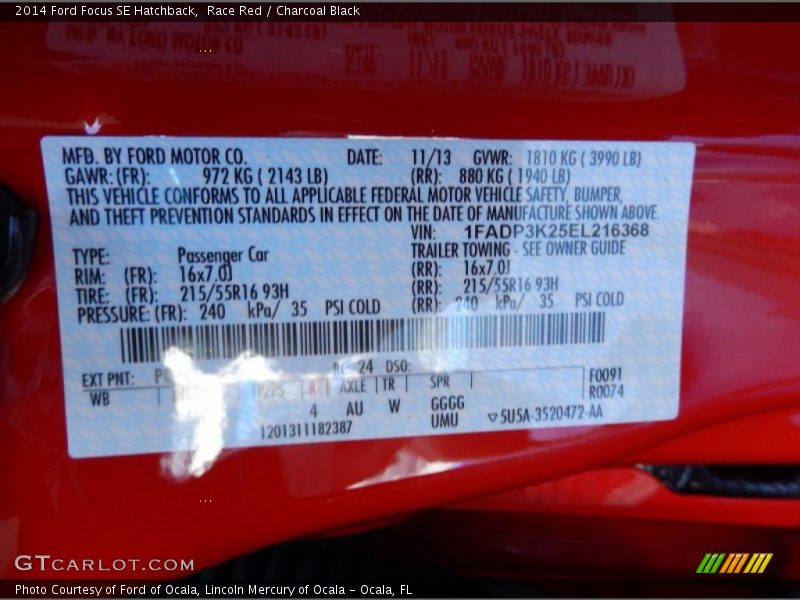 2014 Ford Focus SE Hatchback, Race Red / Charcoal Black
MFD. BY FORD MOTOR CO. DATE: 11/13 GVWR: 1810 KG ( 3990 LB)
GAWR: (FR): 972 KG ( 2143 LB) (RR): 880 KG ( 1940 LB)
THIS VEHICLE CONFORMS TO ALL APPLICABLE FEDERAL MOTOR VEHICLE SAFETY, BUMPER,
AND THEFT PREVENTION STANDARDS IN EFFECT ON THE DATE OF MANUFACTURE SHOWN ABOVE.
VIN: 1FADP3K25EL216368
TYPE: Passenger Car TRAILER TOWING - SEE OWNER GUIDE
RIM: (FR): 16x7.0J (RR): 16x7.0J
TIRE: (FR): 215/55R16 93H (RR): 215/55R16 93H
PRESSURE: (FR): 240 kPa/ 35 PSI COLD (RR): 240 kPa/ 35 PSI COLD
EXT PNT: 24 DSO: F0091
WB R AXLE TR SPR R0074
4 AU W GGGG
UMU ▽5U5A-3520472-AA
1201311182387
GTCARLOT.COM
Photo Courtesy of Ford of Ocala, Lincoln Mercury of Ocala - Ocala, FL